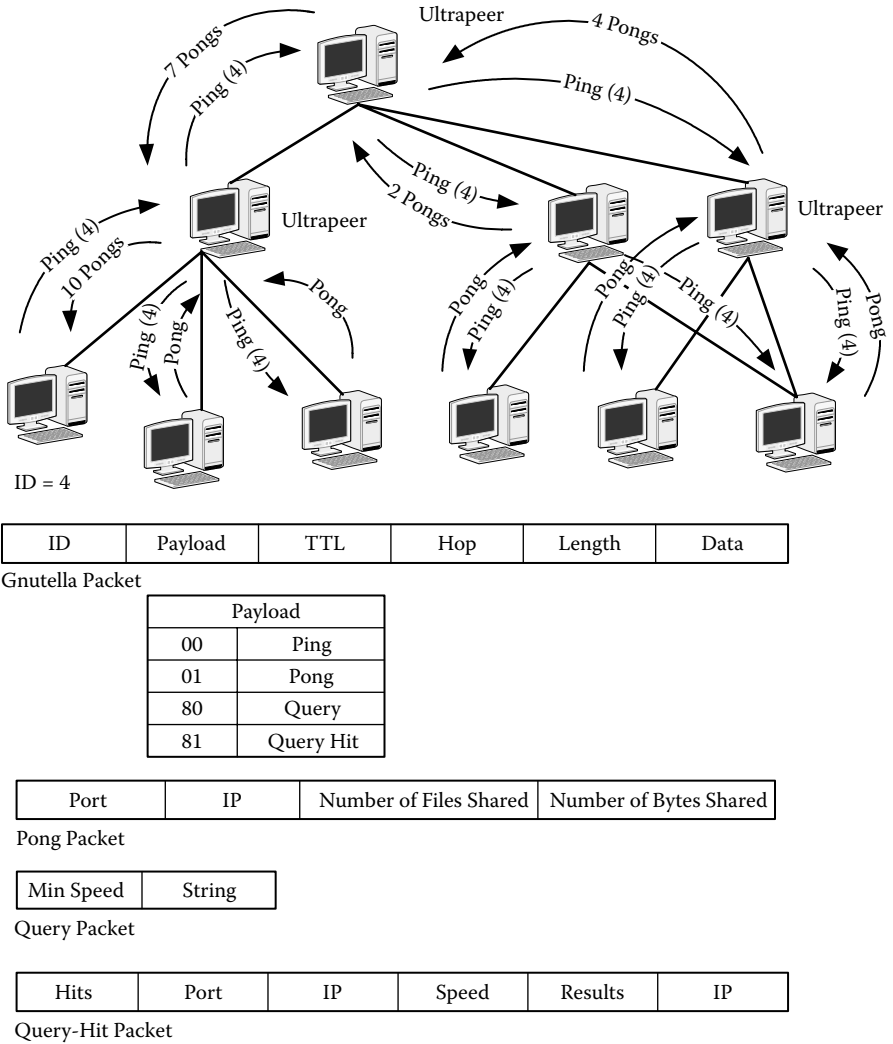 Ultrapeer
7 Pongs
Ping (4)
4 Pongs
Ping (4)
Ping (4)
2 Pongs
Ultrapeer
Ultrapeer
Ping (4)
10 Pongs
Ping (4)
Pong
Ping (4)
Pong
Pong
Ping (4)
Pong
Ping (4)
Ping (4)
Ping (4)
Pong
ID = 4
ID Payload TTL Hop Length Data
Gnutella Packet
Payload
00 Ping
01 Pong
80 Query
81 Query Hit
Port IP Number of Files Shared Number of Bytes Shared
Pong Packet
Min Speed String
Query Packet
Hits Port IP Speed Results IP
Query-Hit Packet